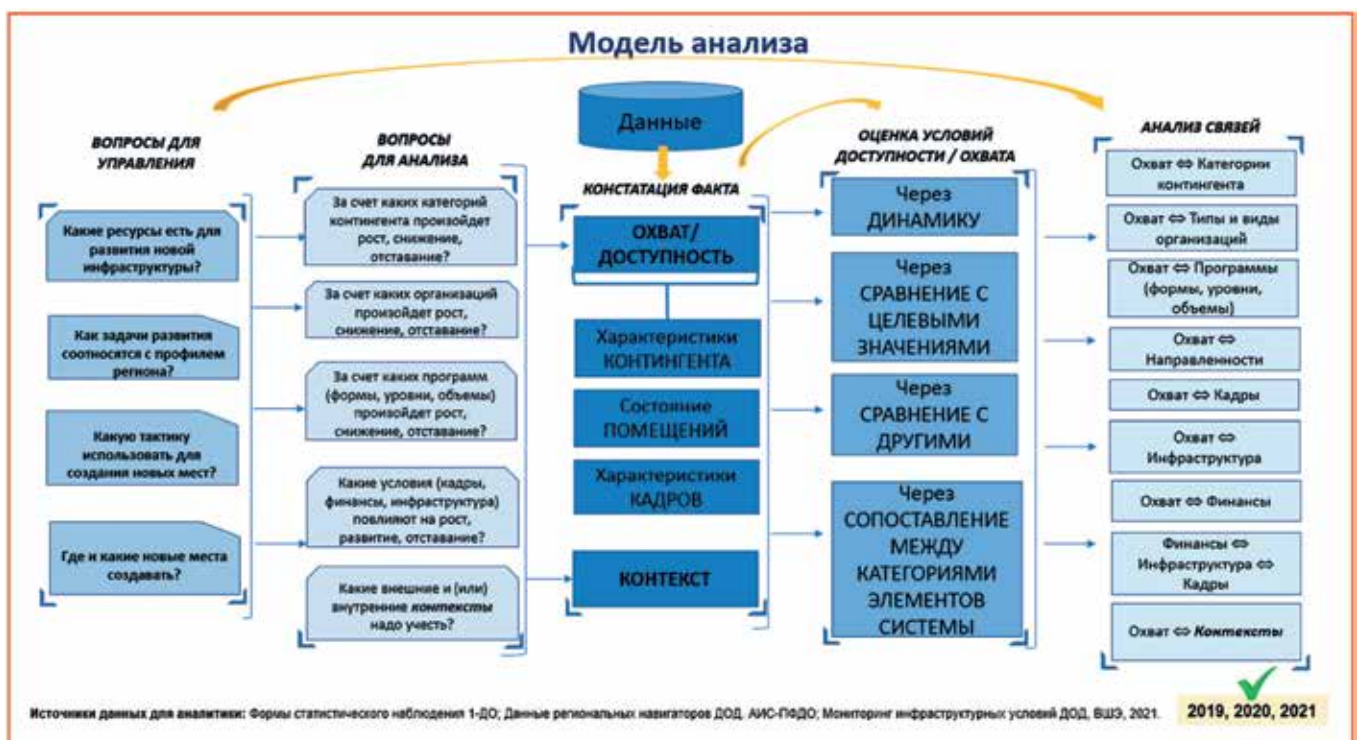 Модель анализа
ВОПРОСЫ ДЛЯ
УПРАВЛЕНИЯ
Какие ресурсы есть для
развития новой
инфраструктуры?
Как задачи развития
соотносятся с профилем
региона?
Какую тактику
использовать для
создания новых мест?
Где и какие новые места
создавать?
ВОПРОСЫ
ДЛЯ АНАЛИЗА
За счет каких категорий
контингента произойдет
рост, снижение,
отставание?
За счет каких организаций
произойдет рост,
снижение, отставание?
За счет каких программ
(формы, уровни, объемы)
произойдет рост,
снижение, отставание?
Какие условия (кадры,
финансы, инфраструктура)
повлияют на рост,
развитие, отставание?
Какие внешние и (или)
внутренние контексты
надо учесть?
Данные
КОНСТАТАЦИЯ ФАКТА
ОХВАТ/
ДОСТУПНОСТЬ
Характеристики
КОНТИНГЕНТА
Состояние
ПОМЕЩЕНИЙ
Характеристики
КАДРОВ
КОНТЕКСТ
ОЦЕНКА УСЛОВИЙ
ДОСТУПНОСТИ / ОХВАТА
Через
ДИНАМИКУ
Через
СРАВНЕНИЕ С
ЦЕЛЕВЫМИ
ЗНАЧЕНИЯМИ
Через
СРАВНЕНИЕ С
ДРУГИМИ
Через
СОПОСТАВЛЕНИЕ
МЕЖДУ
КАТЕГОРИЯМИ
ЭЛЕМЕНТОВ
СИСТЕМЫ
АНАЛИЗ СВЯЗЕЙ
Охват ⇔ Категории
контингента
Охват ⇔ Типы и виды
организаций
Охват ⇔ Программы
(формы, уровни,
объемы)
Охват ⇔
Направленности
Охват ⇔ Кадры
Охват ⇔
Инфраструктура
Охват ⇔ Финансы
Финансы ⇔
Инфраструктура ⇔
Кадры
Охват ⇔ Контексты
Источники данных для аналитики: Формы статистического наблюдения 1-ДО; Данные региональных навигаторов ДОД. АИС-ПФДО; Мониторинг инфраструктурных условий ДОД, ВШЭ, 2021.
2019, 2020, 2021